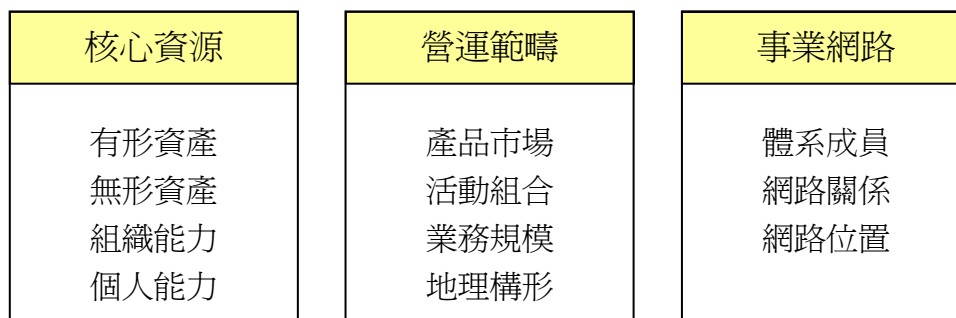 核心資源
有形資產
無形資產
組織能力
個人能力
營運範疇
產品市場
活動組合
業務規模
地理構形
事業網路
體系成員
網路關係
網路位置